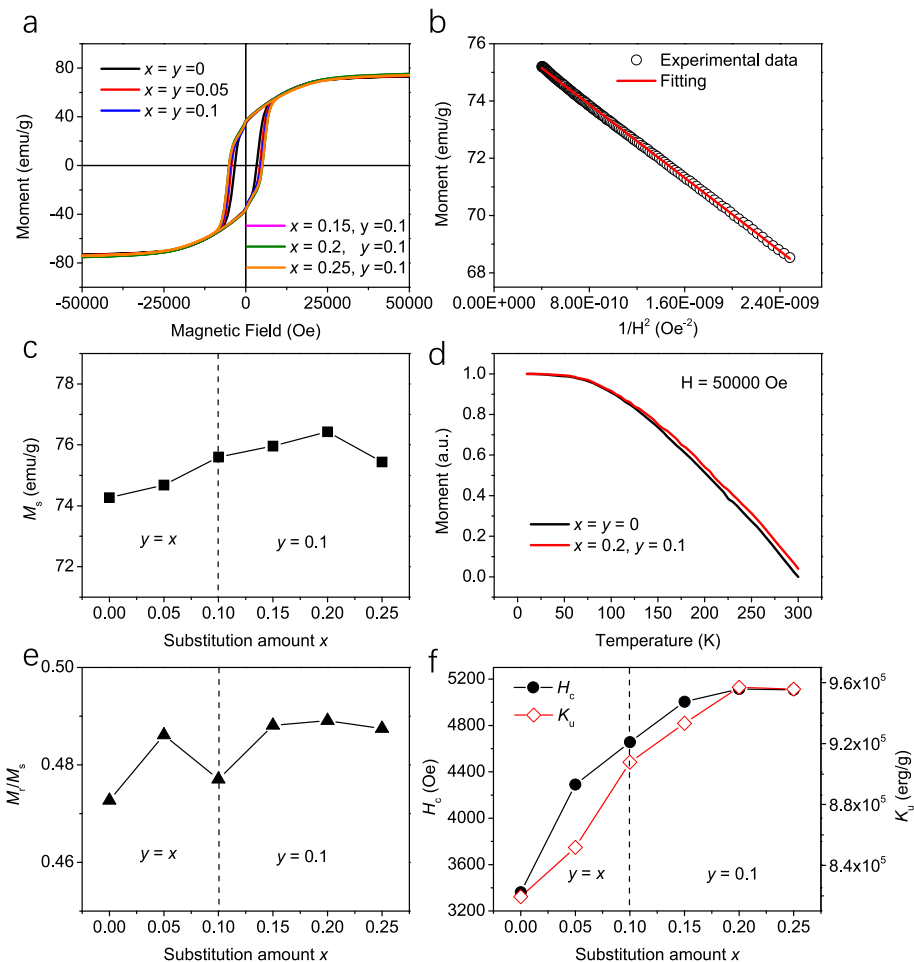 a
Moment (emu/g)
80
40
0
-40
-80
x = y =0
x = y =0.05
x = y =0.1
x = 0.15, y =0.1
x = 0.2, y =0.1
x = 0.25, y =0.1
-50000 -25000 0 25000 50000
Magnetic Field (Oe)
b
Moment (emu/g)
76
74
72
70
68
Experimental data
Fitting
0.00E+000 8.00E-010 1.60E-009 2.40E-009
1/H² (Oe⁻²)
c
Mₛ (emu/g)
78
76
74
72
y = x y = 0.1
0.00 0.05 0.10 0.15 0.20 0.25
Substitution amount x
d
Moment (a.u.)
1.0
0.8
0.6
0.4
0.2
0.0
H = 50000 Oe
x = y = 0
x = 0.2, y = 0.1
0 50 100 150 200 250 300
Temperature (K)
e
Mᵣ/Mₛ
0.50
0.48
0.46
y = x y = 0.1
0.00 0.05 0.10 0.15 0.20 0.25
Substitution amount x
f
H_c (Oe)
5200
4800
4400
4000
3600
3200
H_c
K_u
y = x y = 0.1
9.6x10⁵
9.2x10⁵
8.8x10⁵
8.4x10⁵
K_u (erg/g)
0.00 0.05 0.10 0.15 0.20 0.25
Substitution amount x